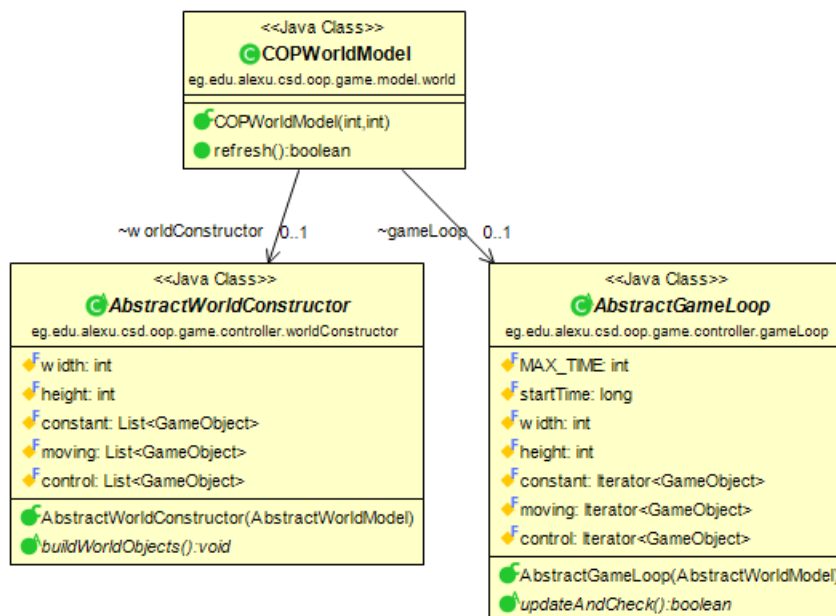 <<Java Class>>
COPWorldModel
eg.edu.alexu.csd.oop.game.model.world
COPWorldModel(int,int)
refresh():boolean
~worldConstructor 0..1
~gameLoop 0..1
<<Java Class>>
AbstractWorldConstructor
eg.edu.alexu.csd.oop.game.controller.worldConstructor
width: int
height: int
constant: List<GameObject>
moving: List<GameObject>
control: List<GameObject>
AbstractWorldConstructor(AbstractWorldModel)
buildWorldObjects():void
<<Java Class>>
AbstractGameLoop
eg.edu.alexu.csd.oop.game.controller.gameLoop
MAX_TIME: int
startTime: long
width: int
height: int
constant: Iterator<GameObject>
moving: Iterator<GameObject>
control: Iterator<GameObject>
AbstractGameLoop(AbstractWorldModel)
updateAndCheck():boolean